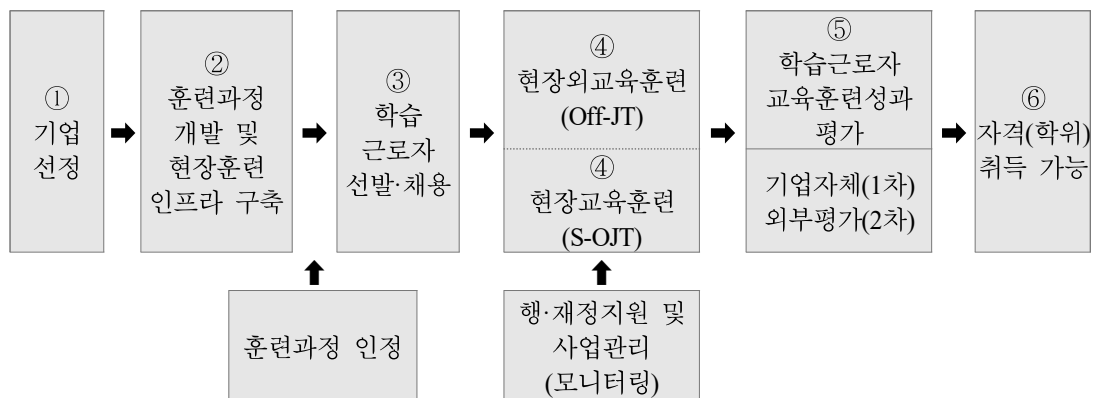 ①
기업
선정
②
훈련과정
개발 및
현장훈련
인프라 구축
③
학습
근로자
선발·채용
④
현장외교육훈련
(Off-JT)
④
현장교육훈련
(S-OJT)
⑤
학습근로자
교육훈련성과
평가
기업자체(1차)
외부평가(2차)
⑥
자격(학위)
취득 가능
훈련과정 인정
행·재정지원 및
사업관리
(모니터링)